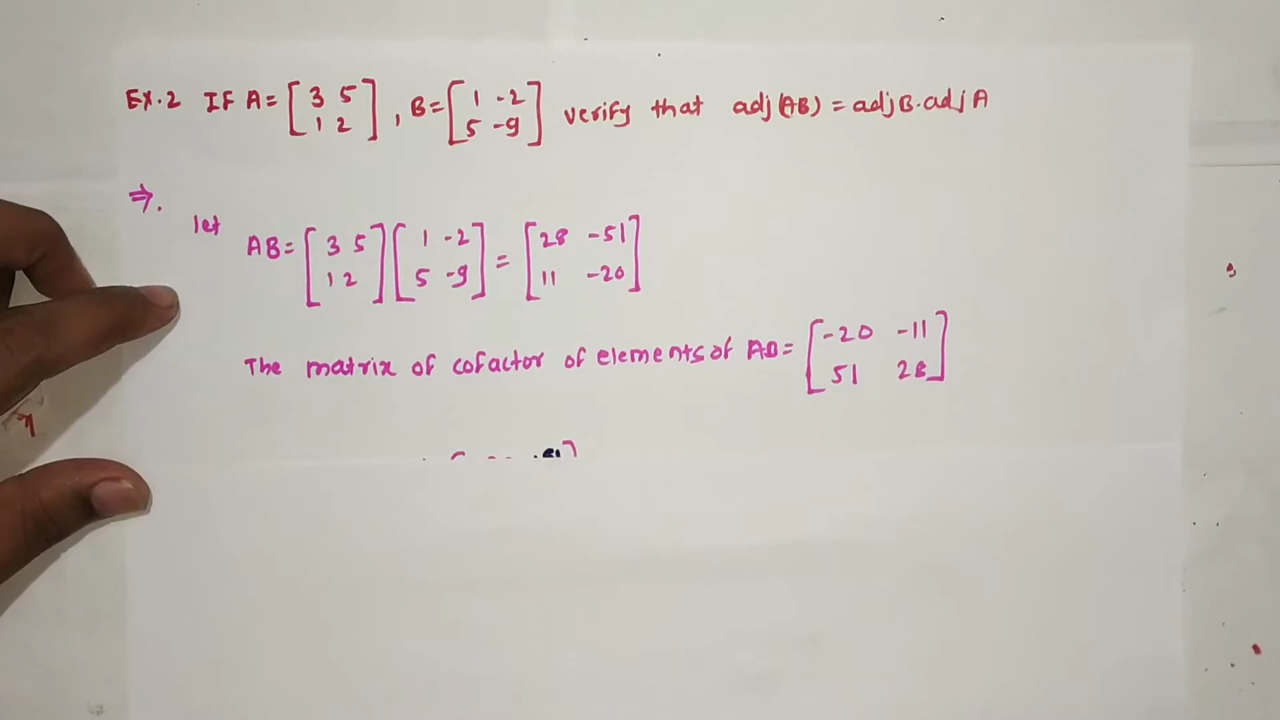 EX.2 IF A = [3 5 1 2], B = [1 -2 5 -9] verify that adj(AB) = adjB.adjA
⇒.
let AB = [3 5 1 2] [1 -2 5 -9] = [28 -51 11 -20]
The matrix of cofactor of elements of AB = [-20 -11 51 28]